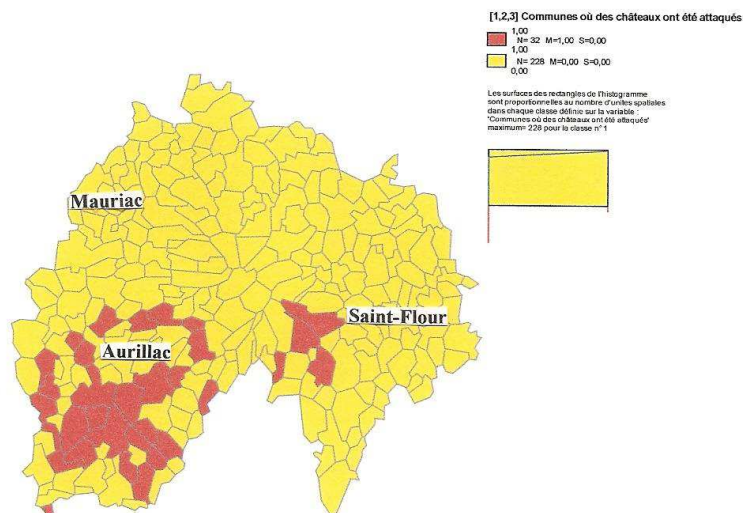 [1,2,3] Communes où des châteaux ont été attaqués
1,00
N= 32 M=1,00 S=0,00
1,00
N= 228 M=0,00 S=0,00
0,00
Les surfaces des rectangles de l'histogramme
sont proportionnelles au nombre d'unites spatiales
dans chaque classe définie sur la variable :
'Communes où des châteaux ont été attaqués'
maximum= 228 pour la classe n° 1
Mauriac
Saint-Flour
Aurillac